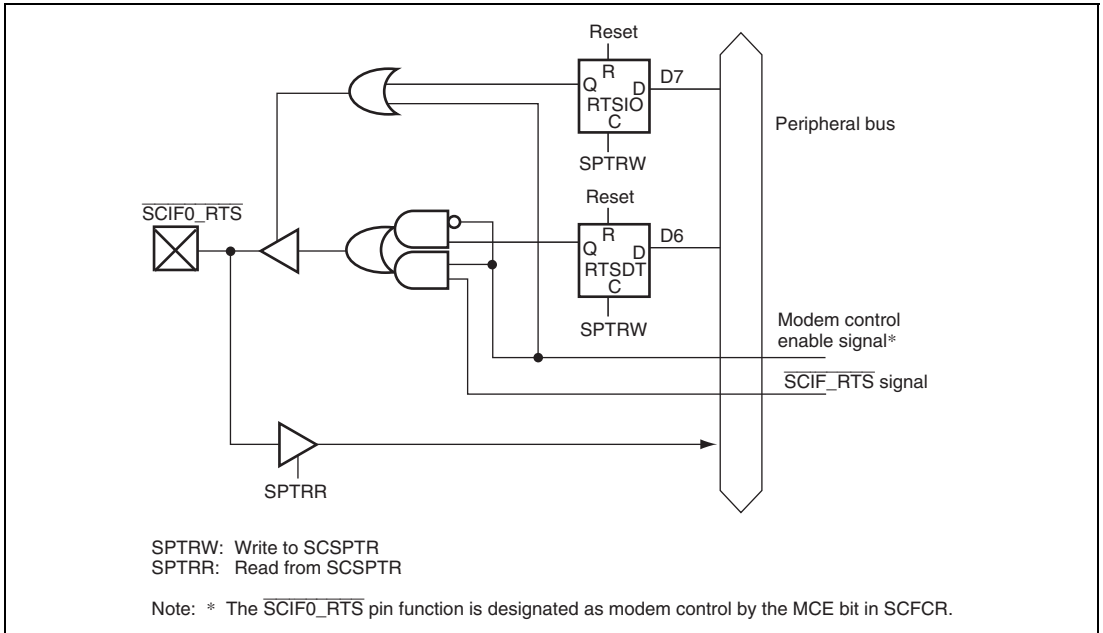 Reset
R
Q D D7
RTSIO
C
Peripheral bus
SPTRW
Reset
SCIF0_RTS
R
Q D D6
RTSDT
C
SPTRW
Modem control
enable signal*
SCIF_RTS signal
SPTRR
SPTRW: Write to SCSPTR
SPTRR: Read from SCSPTR
Note: * The SCIF0_RTS pin function is designated as modem control by the MCE bit in SCFCR.